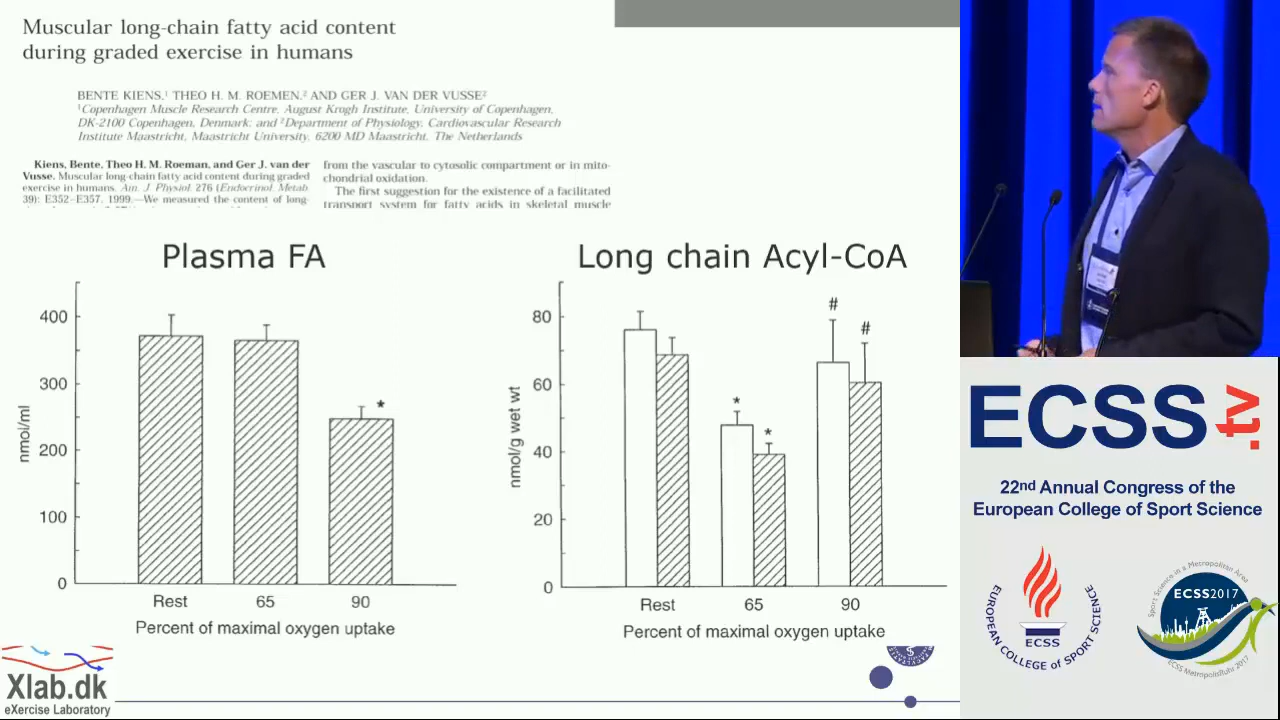 Muscular long-chain fatty acid content
during graded exercise in humans
BENTE KIENS,¹ THEO H. M. ROEMEN,² AND GER J. VAN DER VUSSE²
¹Copenhagen Muscle Research Centre, August Krogh Institute, University of Copenhagen,
DK-2100 Copenhagen, Denmark; and ²Department of Physiology, Cardiovascular Research
Institute Maastricht, Maastricht University, 6200 MD Maastricht, The Netherlands
Kiens, Bente, Theo H. M. Roeman, and Ger J. van der
Vusse. Muscular long-chain fatty acid content during graded
exercise in humans. Am. J. Physiol. 276 (Endocrinol. Metab.
39): E352–E357, 1999.—We measured the content of long-
from the vascular to cytosolic compartment or in mito-
chondrial oxidation.
The first suggestion for the existence of a facilitated
transport system for fatty acids in skeletal muscle
Plasma FA
nmol/ml
400
300
200
100
0
*
Rest 65 90
Percent of maximal oxygen uptake
Long chain Acyl-CoA
nmol/g wet wt
80
60
40
20
0
* * # #
Rest 65 90
Percent of maximal oxygen uptake
Xlab.dk
eXercise Laboratory
ECSS.tv
22nd Annual Congress of the
European College of Sport Science
EUROPEAN COLLEGE OF SPORT SCIENCE
ECSS
Sport Science in a Metropolitan Area
ECSS2017
ECSS MetropolisRuhr 2017